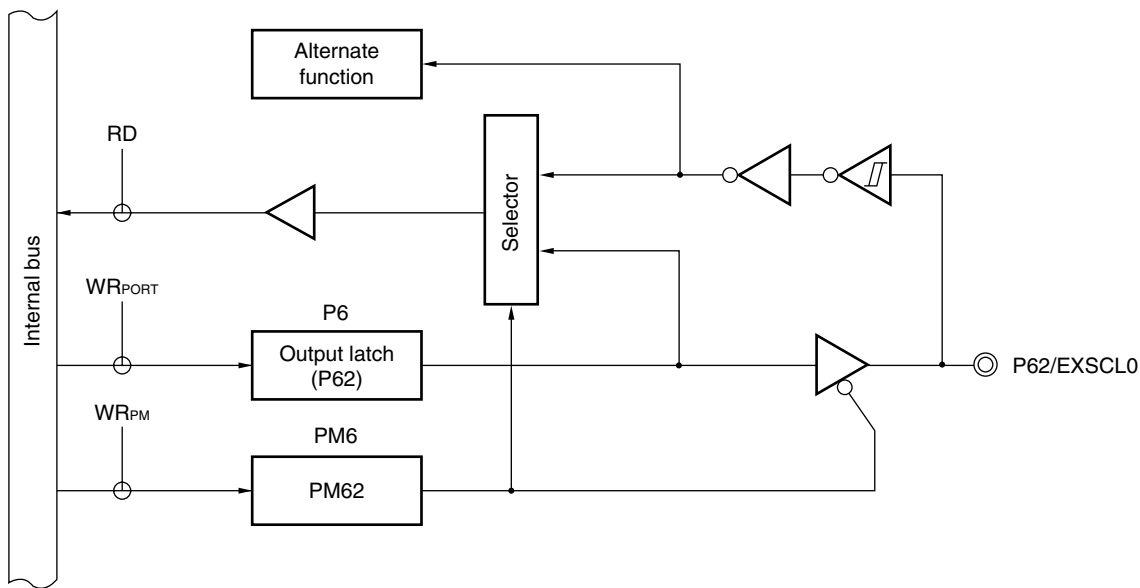 Alternate
function
RD
Selector
Internal bus
WRPORT
P6
Output latch
(P62)
P62/EXSCL0
WRPM
PM6
PM62